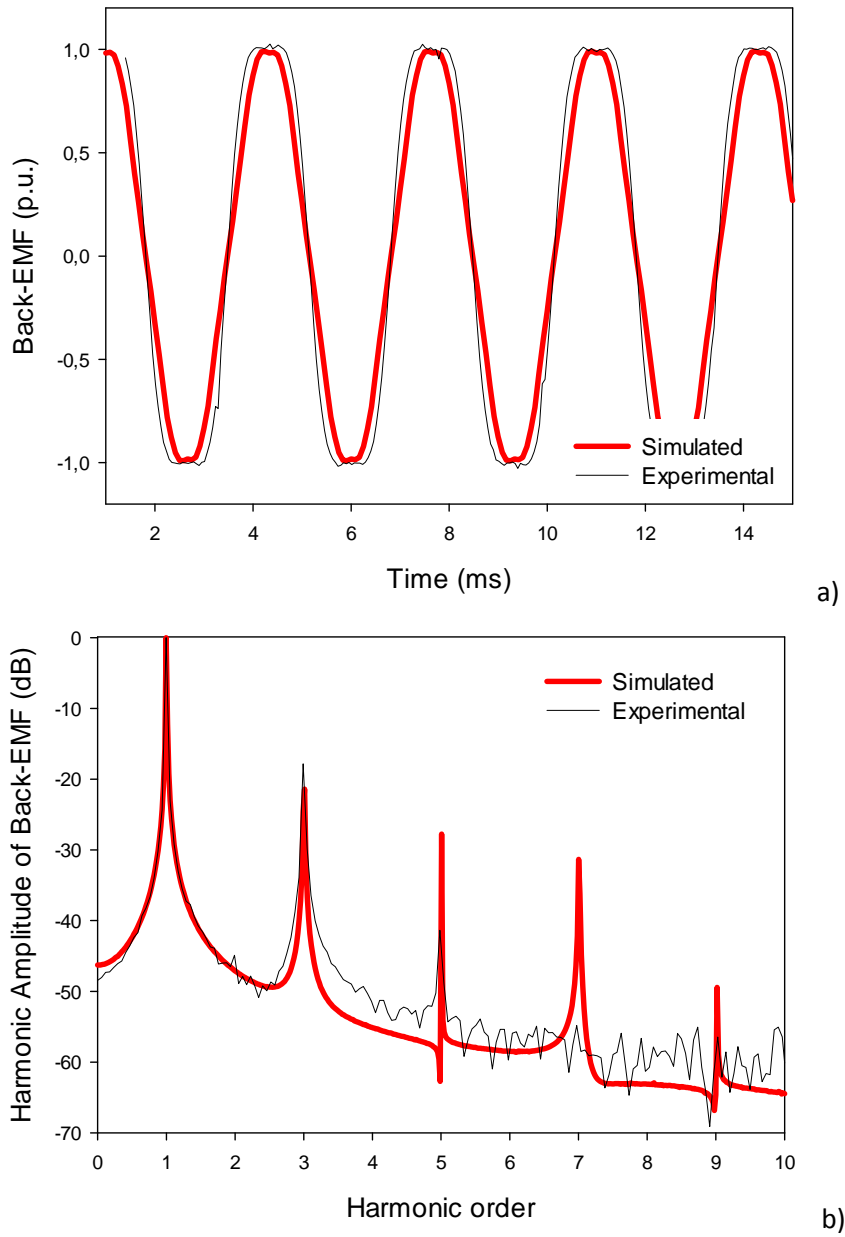 1,0
0,5
0,0
-0,5
-1,0
Back-EMF (p.u.)
Simulated
Experimental
2 4 6 8 10 12 14
Time (ms)
a)
0
-10
-20
-30
-40
-50
-60
-70
Harmonic Amplitude of Back-EMF (dB)
Simulated
Experimental
0 1 2 3 4 5 6 7 8 9 10
Harmonic order
b)